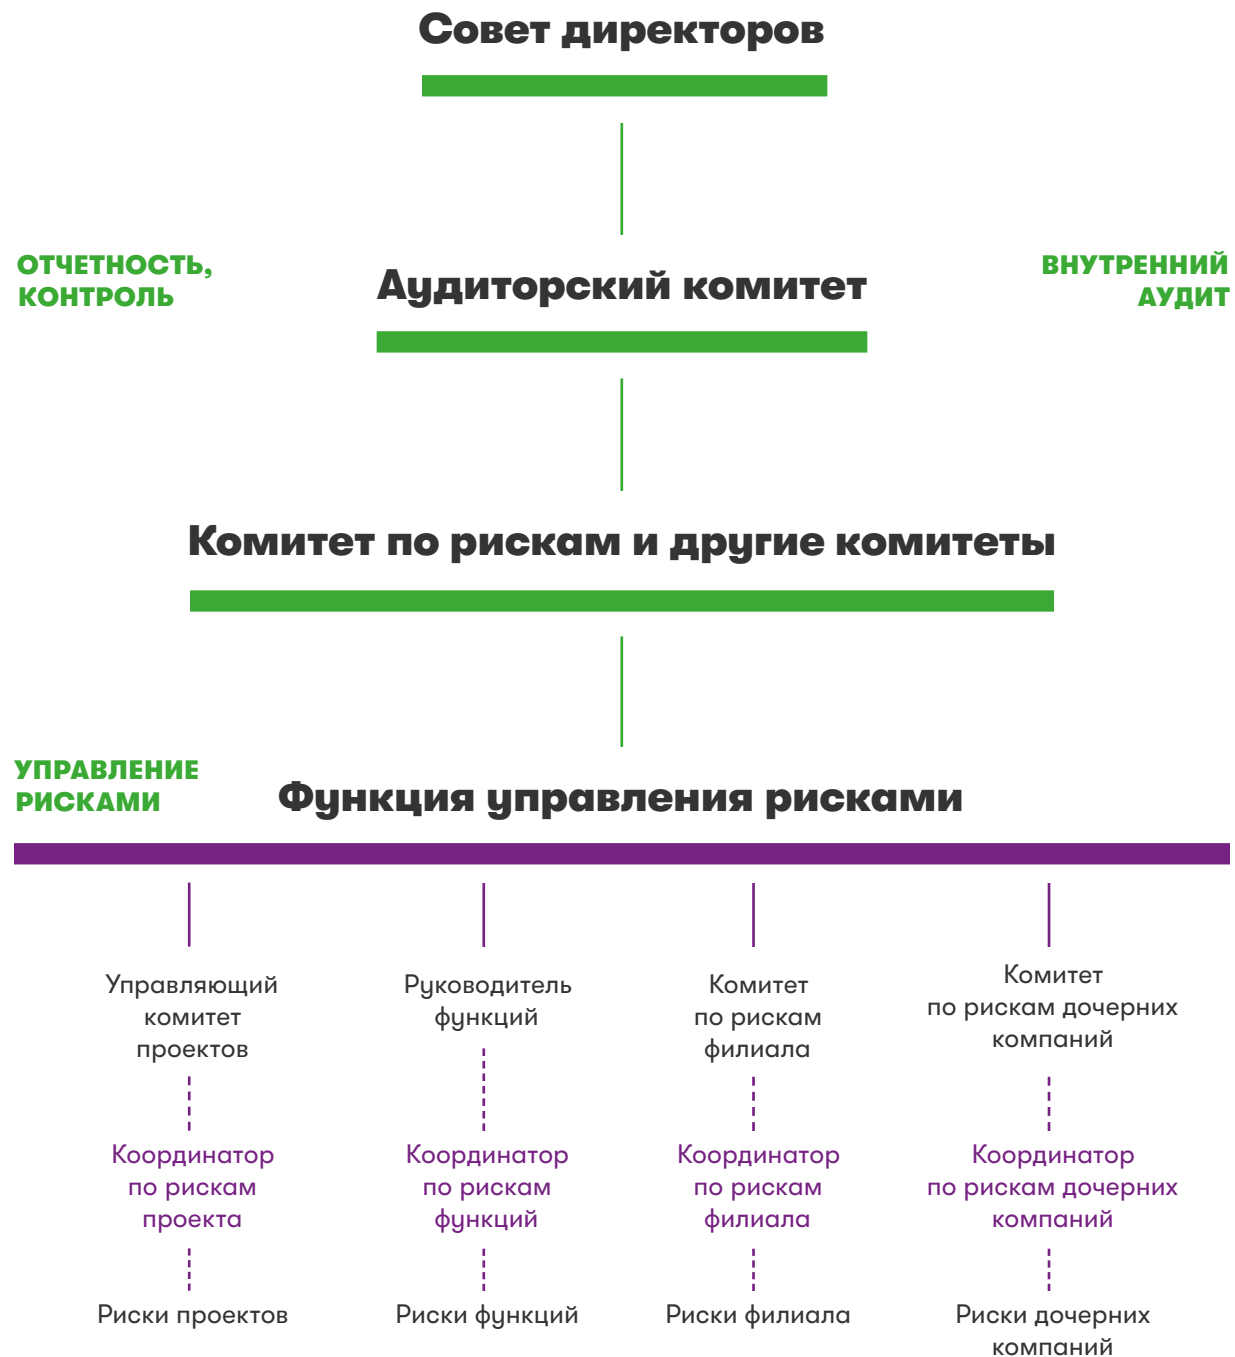 Совет директоров
ОТЧЕТНОСТЬ,
КОНТРОЛЬ
Аудиторский комитет
ВНУТРЕННИЙ
АУДИТ
Комитет по рискам и другие комитеты
УПРАВЛЕНИЕ
РИСКАМИ
Функция управления рисками
Управляющий
комитет
проектов
Руководитель
функций
Комитет
по рискам
филиала
Комитет
по рискам дочерних
компаний
Координатор
по рискам
проекта
Координатор
по рискам
функций
Координатор
по рискам
филиала
Координатор
по рискам дочерних
компаний
Риски проектов
Риски функций
Риски филиала
Риски дочерних
компаний